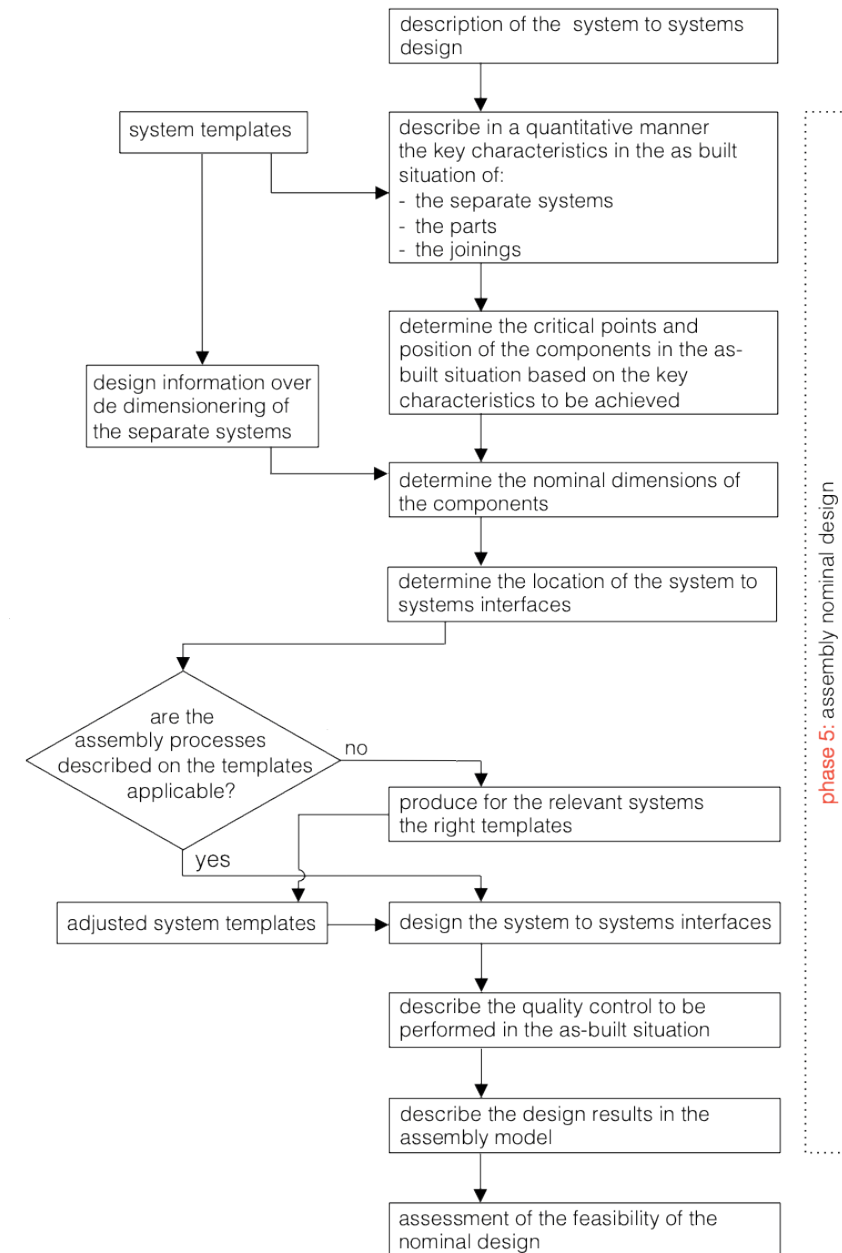 description of the system to systems
design
system templates
describe in a quantitative manner
the key characteristics in the as built
situation of:
- the separate systems
- the parts
- the joinings
determine the critical points and
position of the components in the as-
built situation based on the key
characteristics to be achieved
design information over
de dimensionering of
the separate systems
determine the nominal dimensions of
the components
determine the location of the system to
systems interfaces
are the
assembly processes
described on the templates
applicable?
no
produce for the relevant systems
the right templates
yes
adjusted system templates
design the system to systems interfaces
describe the quality control to be
performed in the as-built situation
describe the design results in the
assembly model
assessment of the feasibility of the
nominal design
phase 5: assembly nominal design